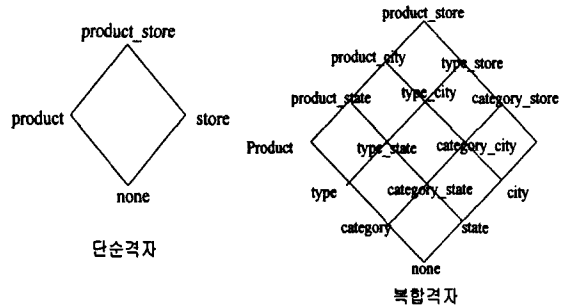 product_store
product_store
product_city
type_store
product_state
type_city
category_store
product
store
Product
type_state
category_city
none
type
category_state
city
category
state
none
단순격자
복합격자